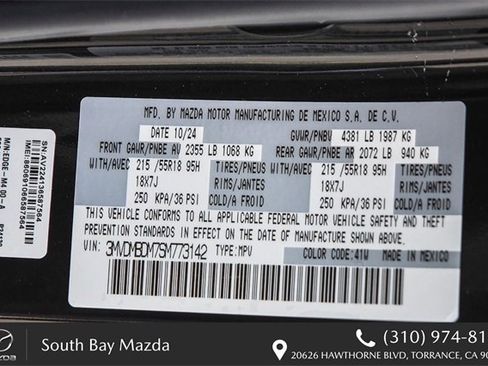 MFD. BY MAZDA MOTOR MANUFACTURING DE MEXICO S.A. DE C.V.
DATE 10/24 GVWR/PNBV 4381 LB 1987 KG
FRONT GAWR/PNBE AV 2355 LB 1068 KG REAR GAWR/PNBE AR 2072 LB 940 KG
WITH/AVEC 215 /55R18 95H TIRES/PNEUS WITH/AVEC 215 /55R18 95H TIRES/PNEUS
18X7J RIMS/JANTES 18X7J RIMS/JANTES
250 KPA/36 PSI COLD/A FROID 250 KPA/36 PSI COLD/A FROID
THIS VEHICLE CONFORMS TO ALL APPLICABLE FEDERAL MOTOR VEHICLE SAFETY AND THEFT
PREVENTION STANDARDS IN EFFECT ON THE DATE OF MANUFACTURE SHOWN ABOVE.
VIN: 3MVDMBDM7SM773142 TYPE: MPV COLOR CODE: 41W MADE IN MEXICO
SN:AV224136587564
South Bay Mazda
(310) 974-81
20626 HAWTHORNE BLVD, TORRANCE, CA